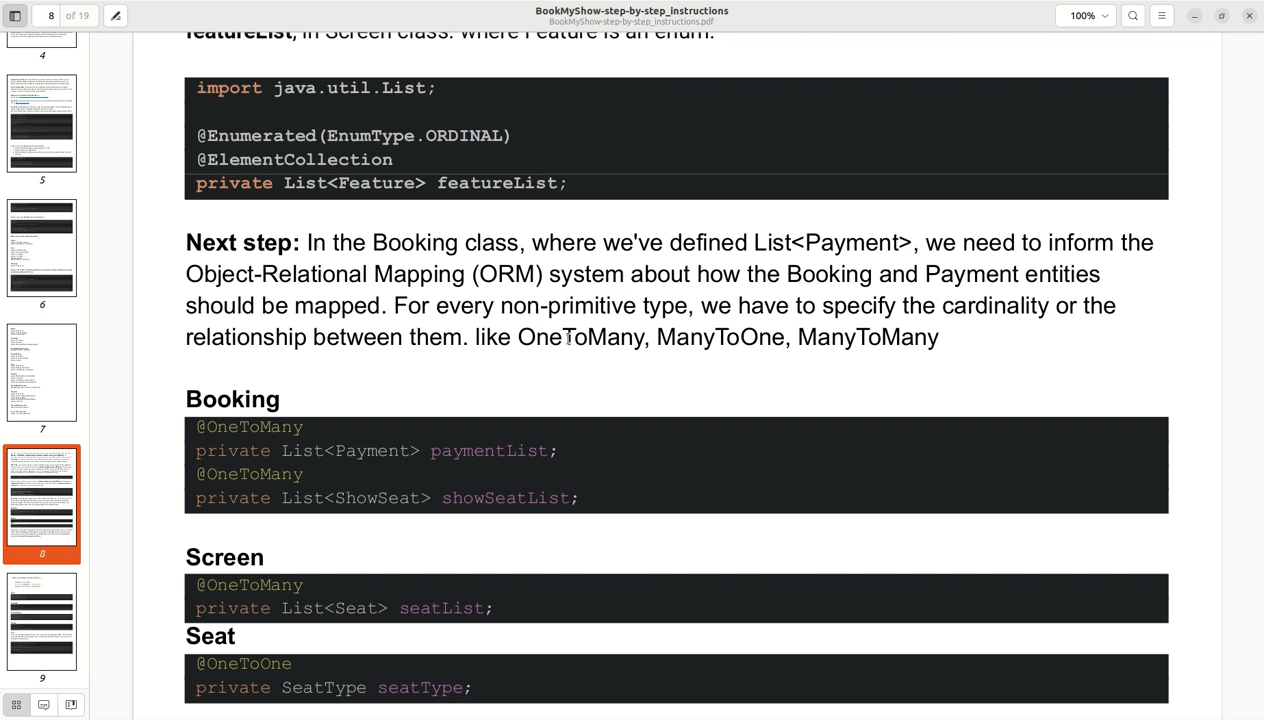 BookMyShow-step-by-step_instructions
BookMyShow-step-by-step_instructions.pdf
8 of 19
100%
4
5
6
7
8
9
featureList, in Screen class. Where Feature is an enum.
import java.util.List;
@Enumerated(EnumType.ORDINAL)
@ElementCollection
private List<Feature> featureList;
Next step: In the Booking class, where we've defined List<Payment>, we need to inform the
Object-Relational Mapping (ORM) system about how the Booking and Payment entities
should be mapped. For every non-primitive type, we have to specify the cardinality or the
relationship between them. like OneToMany, ManyToOne, ManyToMany
Booking
@OneToMany
private List<Payment> paymentList;
@OneToMany
private List<ShowSeat> showSeatList;
Screen
@OneToMany
private List<Seat> seatList;
Seat
@OneToOne
private SeatType seatType;